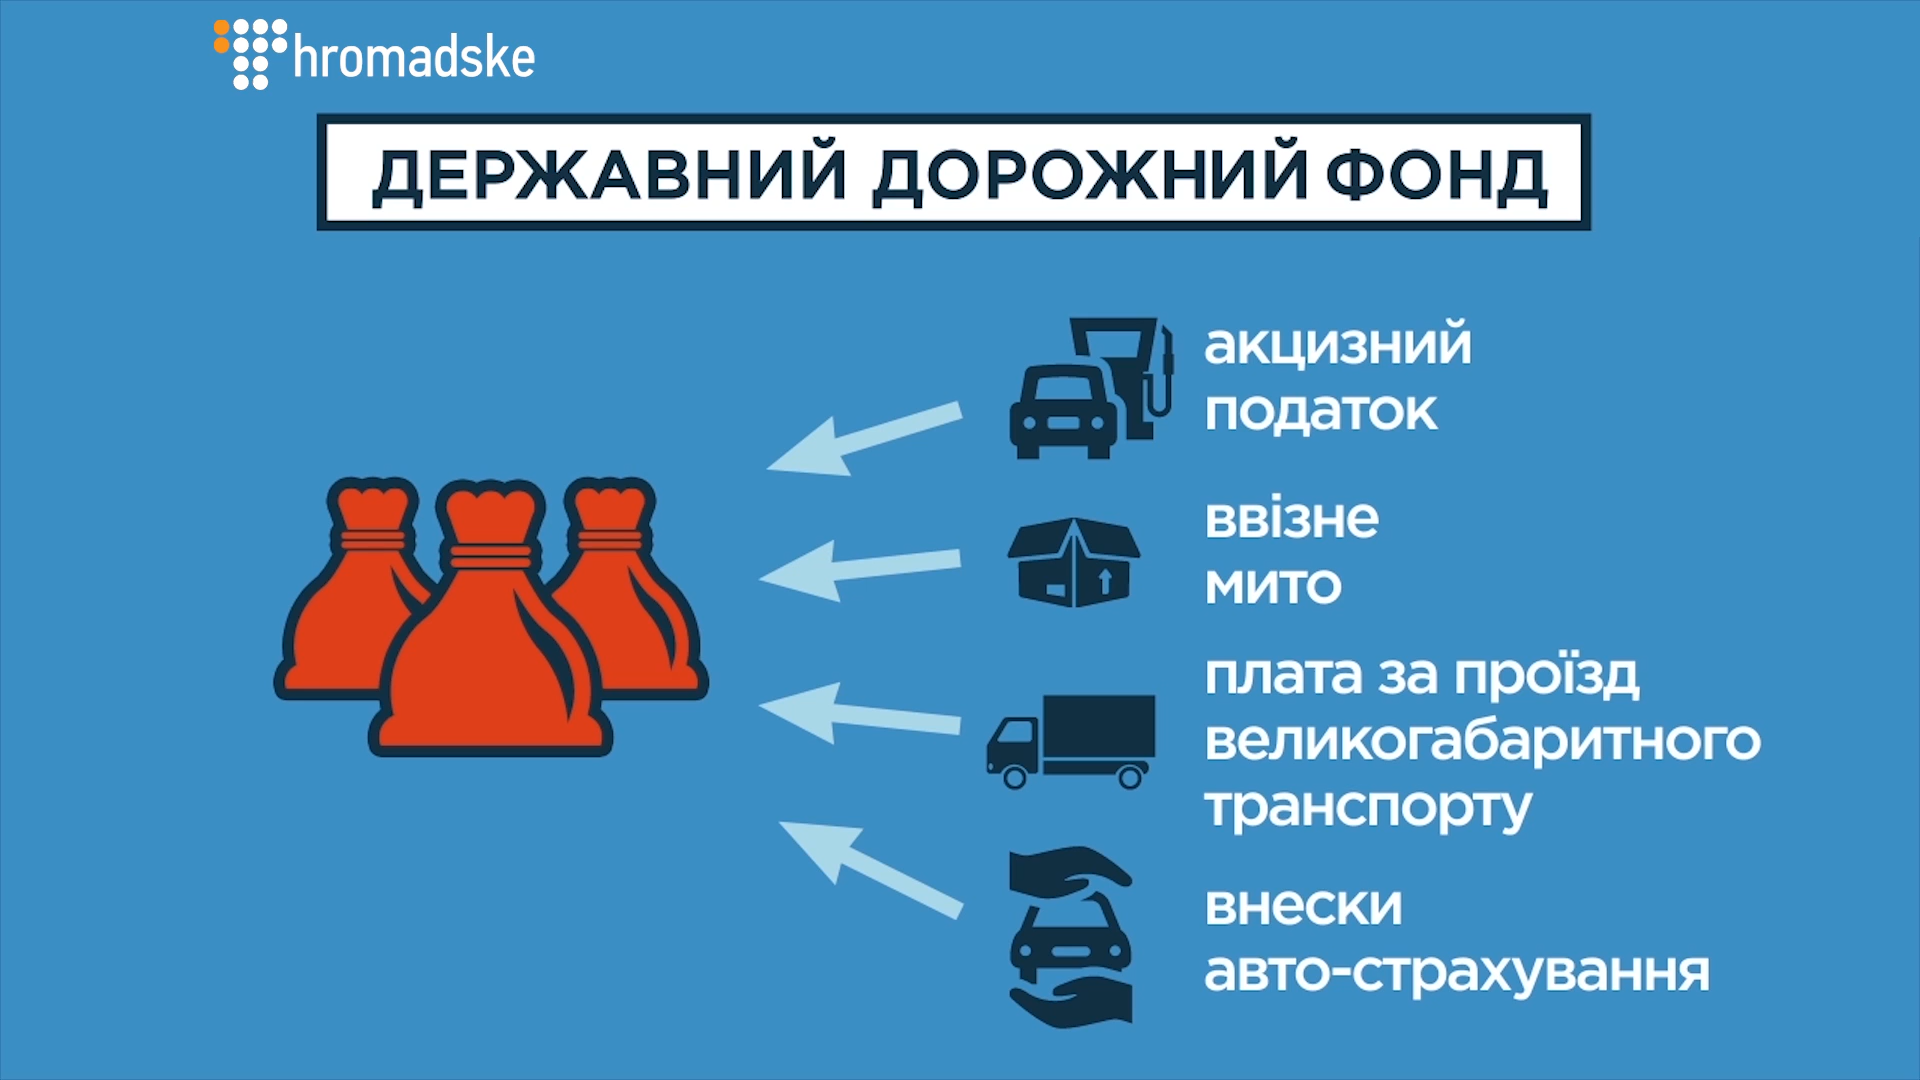 hromadske
ДЕРЖАВНИЙ ДОРОЖНИЙ ФОНД
акцизний
податок
ввізне
мито
плата за проїзд
великогабаритного
транспорту
внески
авто-страхування